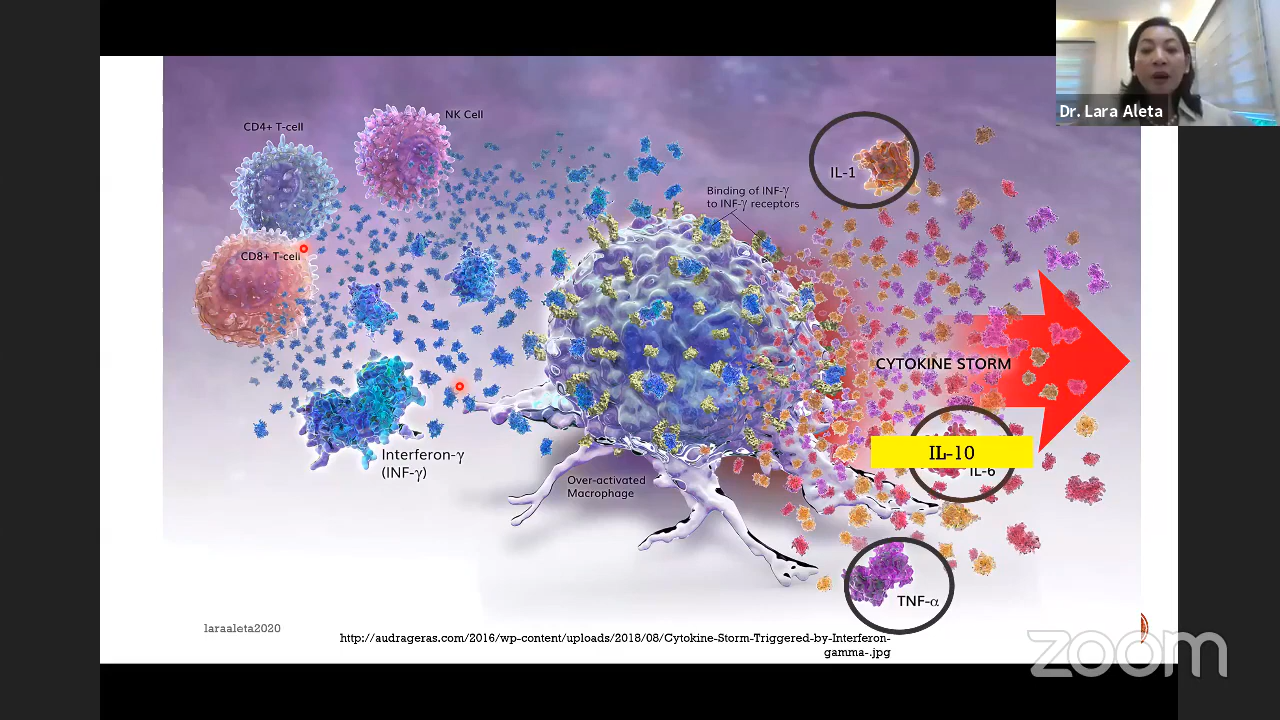 Dr. Lara Aleta
NK Cell
CD4+ T-cell
IL-1
Binding of INF-γ
to INF-γ receptors
CD8+ T-cell
CYTOKINE STORM
IL-10
IL-6
Interferon-γ
(INF-γ)
Over-activated
Macrophage
TNF-α
laraaleta2020
http://audrageras.com/2016/wp-content/uploads/2018/08/Cytokine-Storm-Triggered-by-Interferon-
gamma-.jpg
zoom